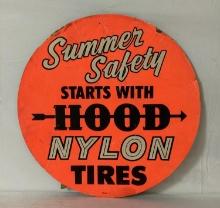 Summer
Safety
STARTS WITH
HOOD
NYLON
TIRES